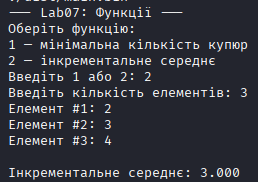 --- Lab07: Функції ---
Оберіть функцію:
1 — мінімальна кількість купюр
2 — інкрементальне середнє
Введіть 1 або 2: 2
Введіть кількість елементів: 3
Елемент #1: 2
Елемент #2: 3
Елемент #3: 4
Інкрементальне середнє: 3.000